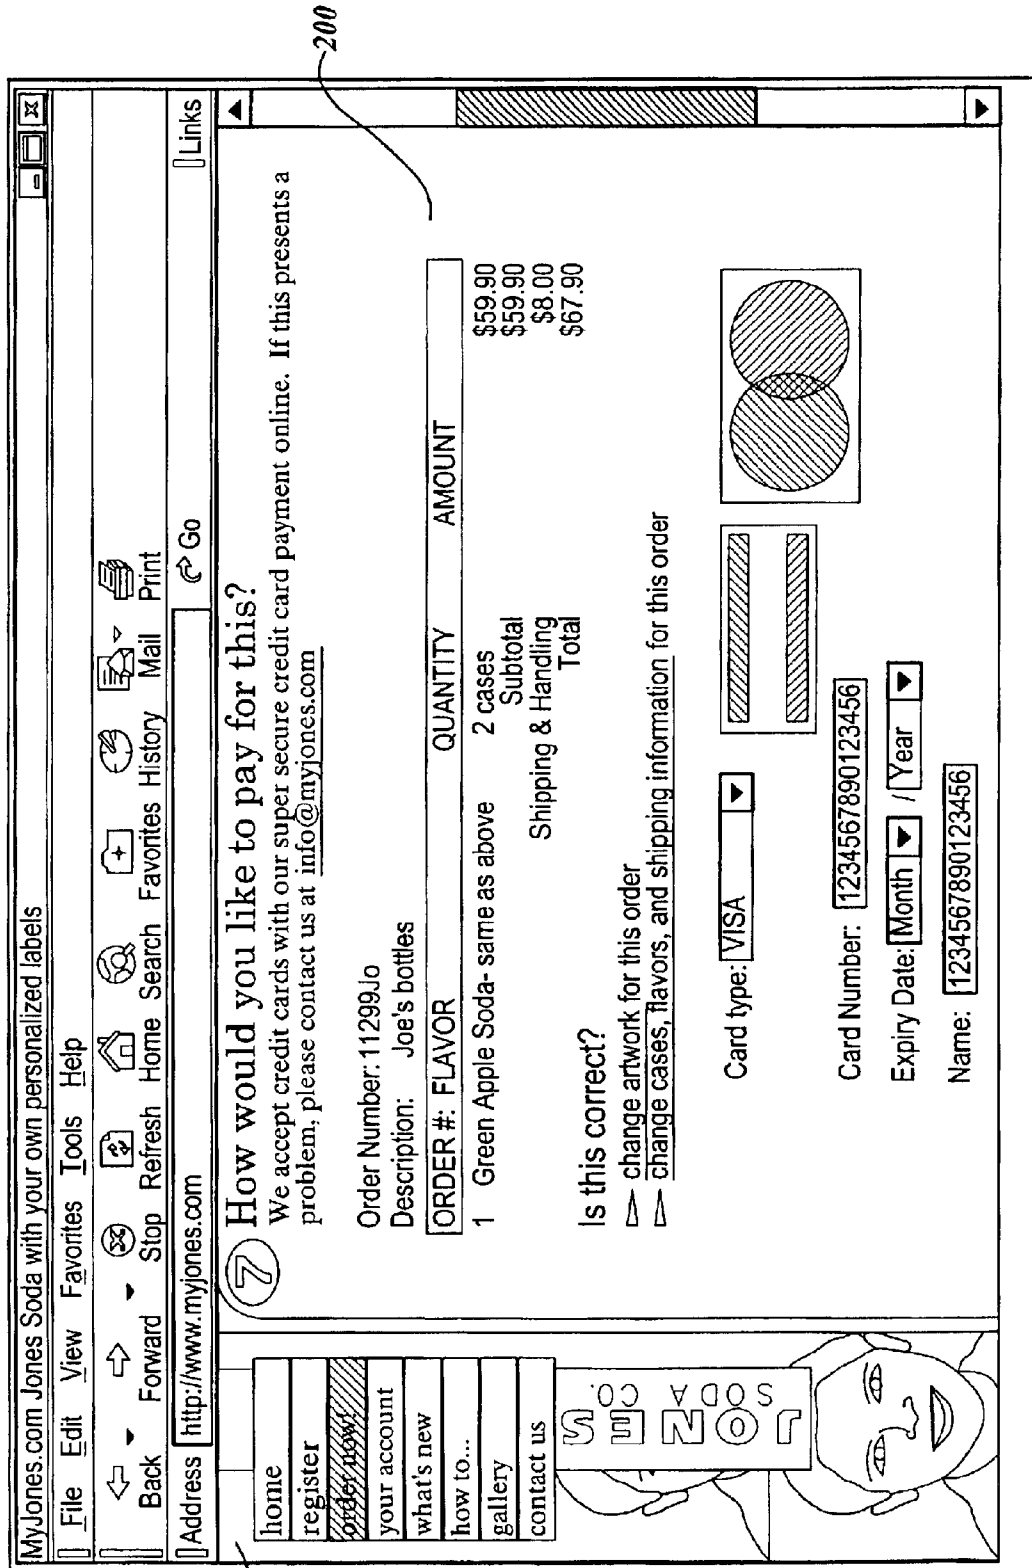 MyJones.com Jones Soda with your own personalized labels
File Edit View Favorites Tools Help
Back Forward Stop Refresh Home Search Favorites History Mail Print
Address http://www.myjones.com Go Links
home
register
order now!
your account
what's new
how to...
gallery
contact us
JONES
SODA CO.
7 How would you like to pay for this?
We accept credit cards with our super secure credit card payment online. If this presents a
problem, please contact us at info@myjones.com
200
Order Number: 11299Jo
Description: Joe's bottles
ORDER #: FLAVOR QUANTITY AMOUNT
1 Green Apple Soda- same as above 2 cases $59.90
Subtotal $59.90
Shipping & Handling $8.00
Total $67.90
Is this correct?
change artwork for this order
change cases, flavors, and shipping information for this order
Card type: VISA
Card Number: 1234567890123456
Expiry Date: Month / Year
Name: 1234567890123456